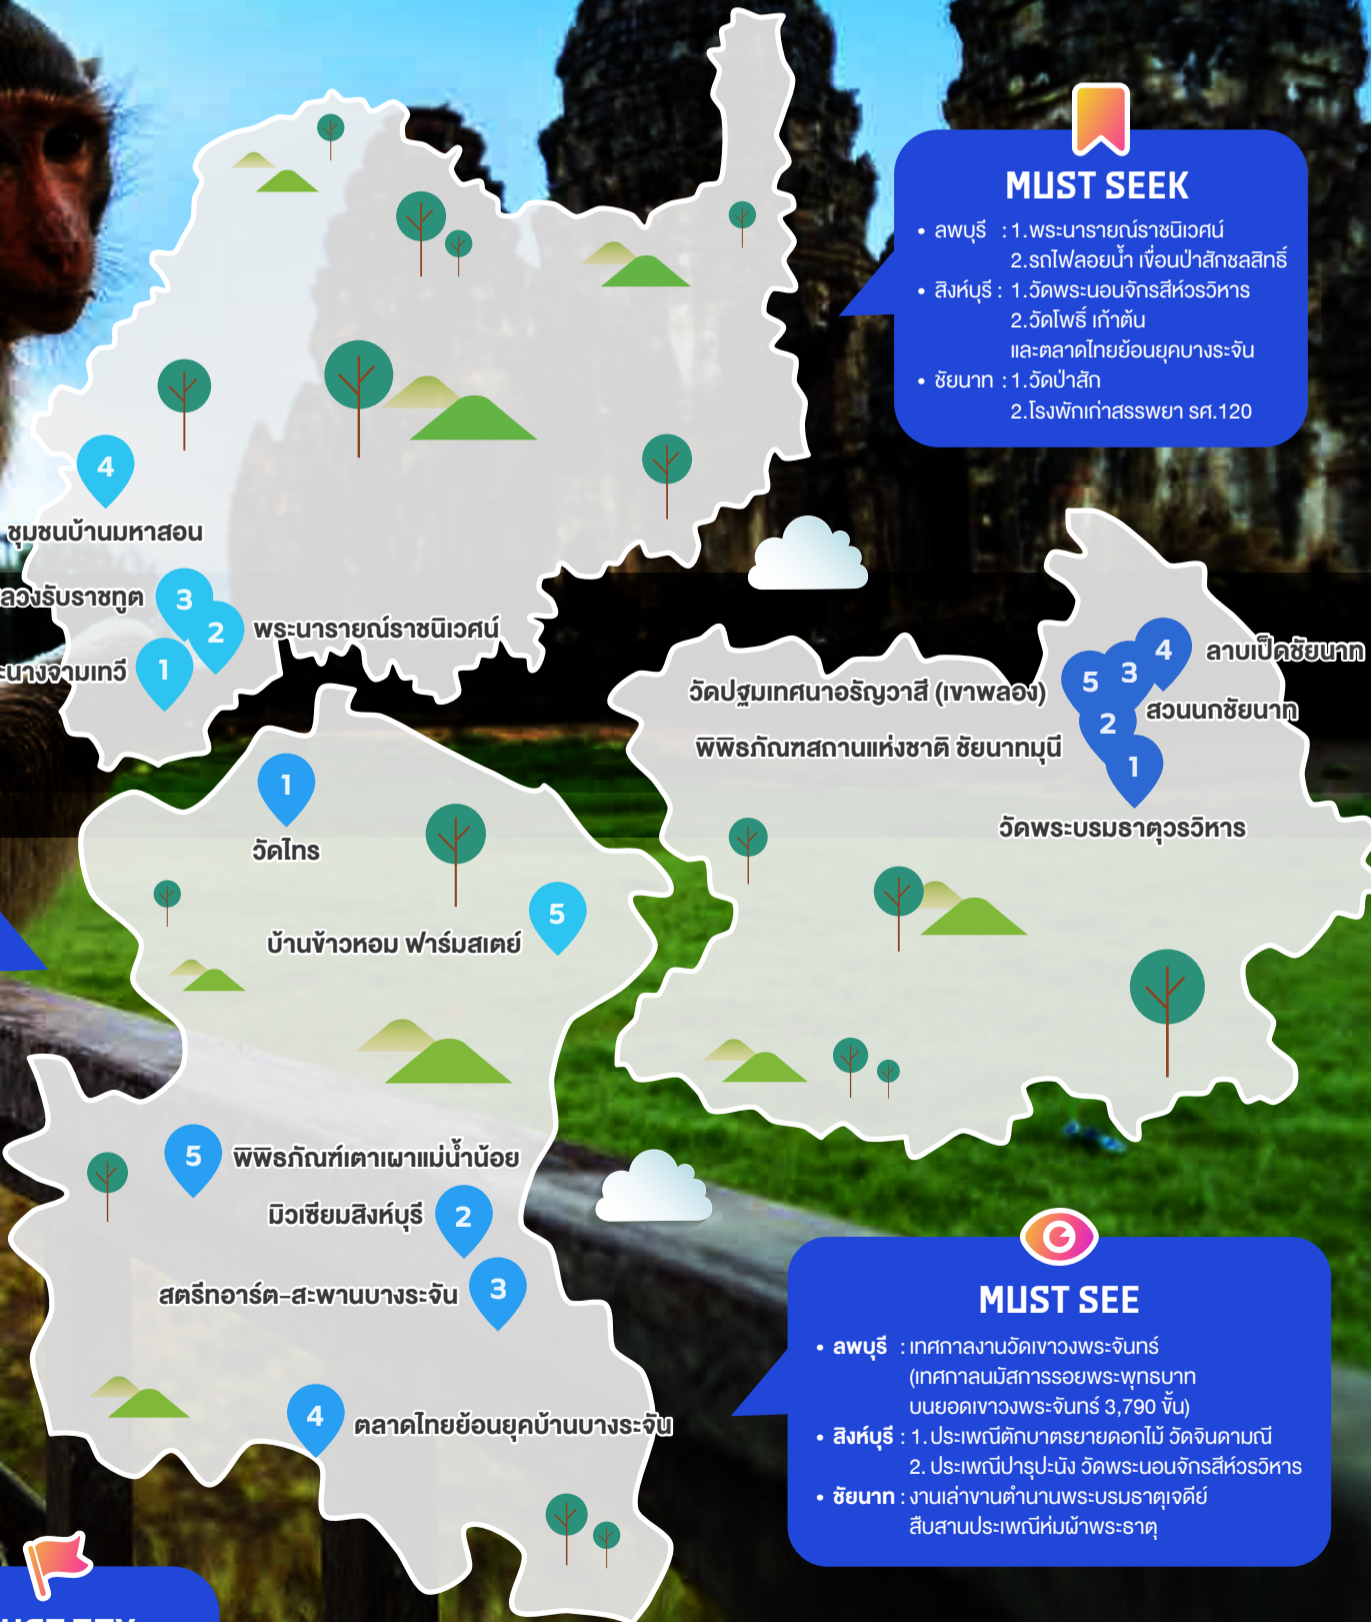 MUST SEEK
• ลพบุรี : 1.พระนารายณ์ราชนิเวศน์
2.รถไฟลอยน้ำ เขื่อนป่าสักชลสิทธิ์
• สิงห์บุรี : 1.วัดพระนอนจักรสีห์วรวิหาร
2.วัดโพธิ์ เก้าต้น
และตลาดไทยย้อนยุคบางระจัน
• ชัยนาท : 1.วัดป่าสัก
2.โรงพักเก่าสรรพยา รศ.120
4
ชุมชนบ้านมหาสอน
ลวงรับราชทูต 3
2 พระนารายณ์ราชนิเวศน์
ะนางจามเทวี 1
4 ลาบเป็ดชัยนาท
วัดปฐมเทศนาอรัญวาสี (เขาพลอง) 5 3
สวนนกชัยนาท
พิพิธภัณฑสถานแห่งชาติ ชัยนาทมุนี 2
1
วัดพระบรมธาตุวรวิหาร
1
วัดไทร
บ้านข้าวหอม ฟาร์มสเตย์ 5
5 พิพิธภัณฑ์เตาเผาแม่น้ำน้อย
มิวเซียมสิงห์บุรี 2
สตรีทอาร์ต-สะพานบางระจัน 3
4 ตลาดไทยย้อนยุคบ้านบางระจัน
MUST SEE
• ลพบุรี : เทศกาลงานวัดเขาวงพระจันทร์
(เทศกาลนมัสการรอยพระพุทธบาท
บนยอดเขาวงพระจันทร์ 3,790 ขั้น)
• สิงห์บุรี : 1. ประเพณีตักบาตรยายดอกไม้ วัดจินดามณี
2. ประเพณีปารุปะนัง วัดพระนอนจักรสีห์วรวิหาร
• ชัยนาท : งานเล่าขานตำนานพระบรมธาตุเจดีย์
สืบสานประเพณีห่มผ้าพระธาตุ